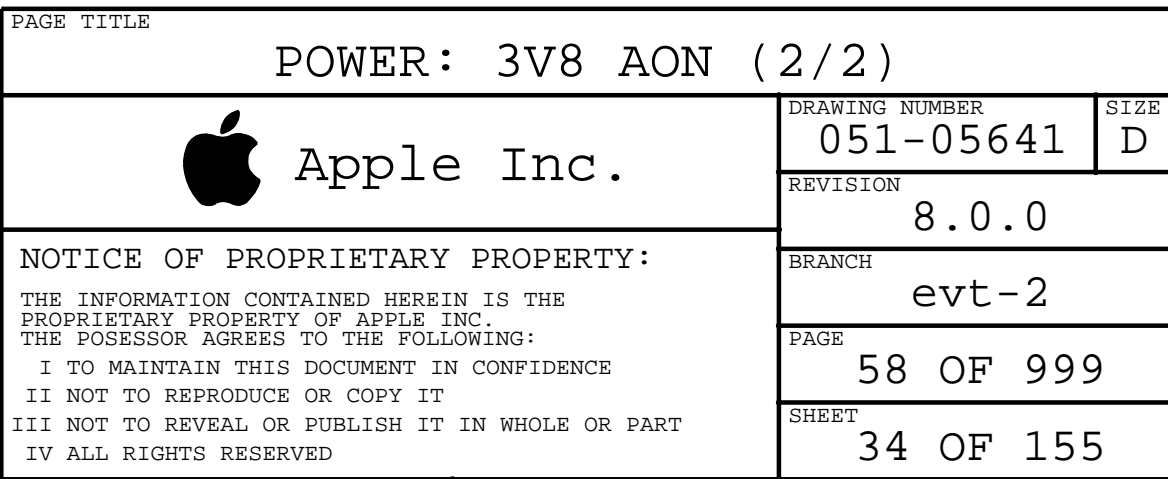 PAGE TITLE
POWER: 3V8 AON (2/2)
Apple Inc.
DRAWING NUMBER
051-05641
SIZE
D
REVISION
8.0.0
NOTICE OF PROPRIETARY PROPERTY:
THE INFORMATION CONTAINED HEREIN IS THE
PROPRIETARY PROPERTY OF APPLE INC.
THE POSESSOR AGREES TO THE FOLLOWING:
I TO MAINTAIN THIS DOCUMENT IN CONFIDENCE
II NOT TO REPRODUCE OR COPY IT
III NOT TO REVEAL OR PUBLISH IT IN WHOLE OR PART
IV ALL RIGHTS RESERVED
BRANCH
evt-2
PAGE
58 OF 999
SHEET
34 OF 155